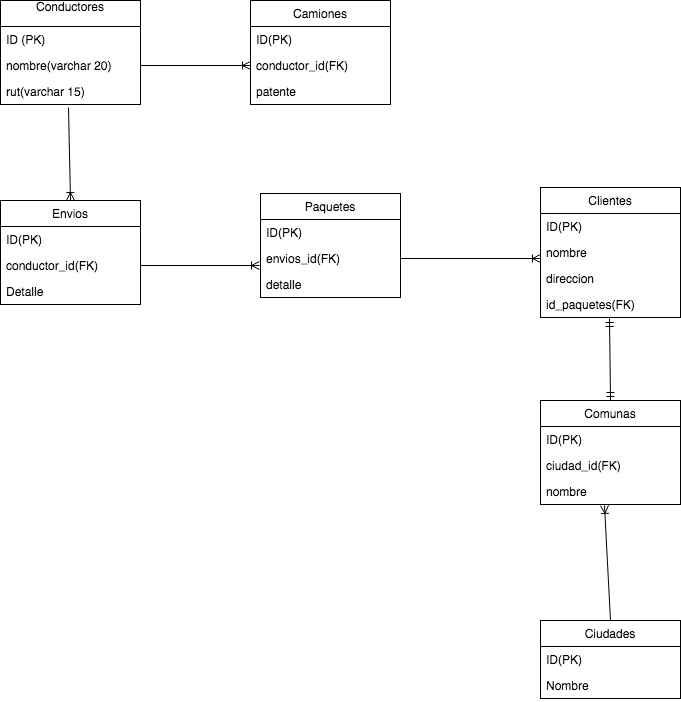 Conductores
ID (PK)
nombre(varchar 20)
rut(varchar 15)
Camiones
ID(PK)
conductor_id(FK)
patente
Envios
ID(PK)
conductor_id(FK)
Detalle
Paquetes
ID(PK)
envios_id(FK)
detalle
Clientes
ID(PK)
nombre
direccion
id_paquetes(FK)
Comunas
ID(PK)
ciudad_id(FK)
nombre
Ciudades
ID(PK)
Nombre